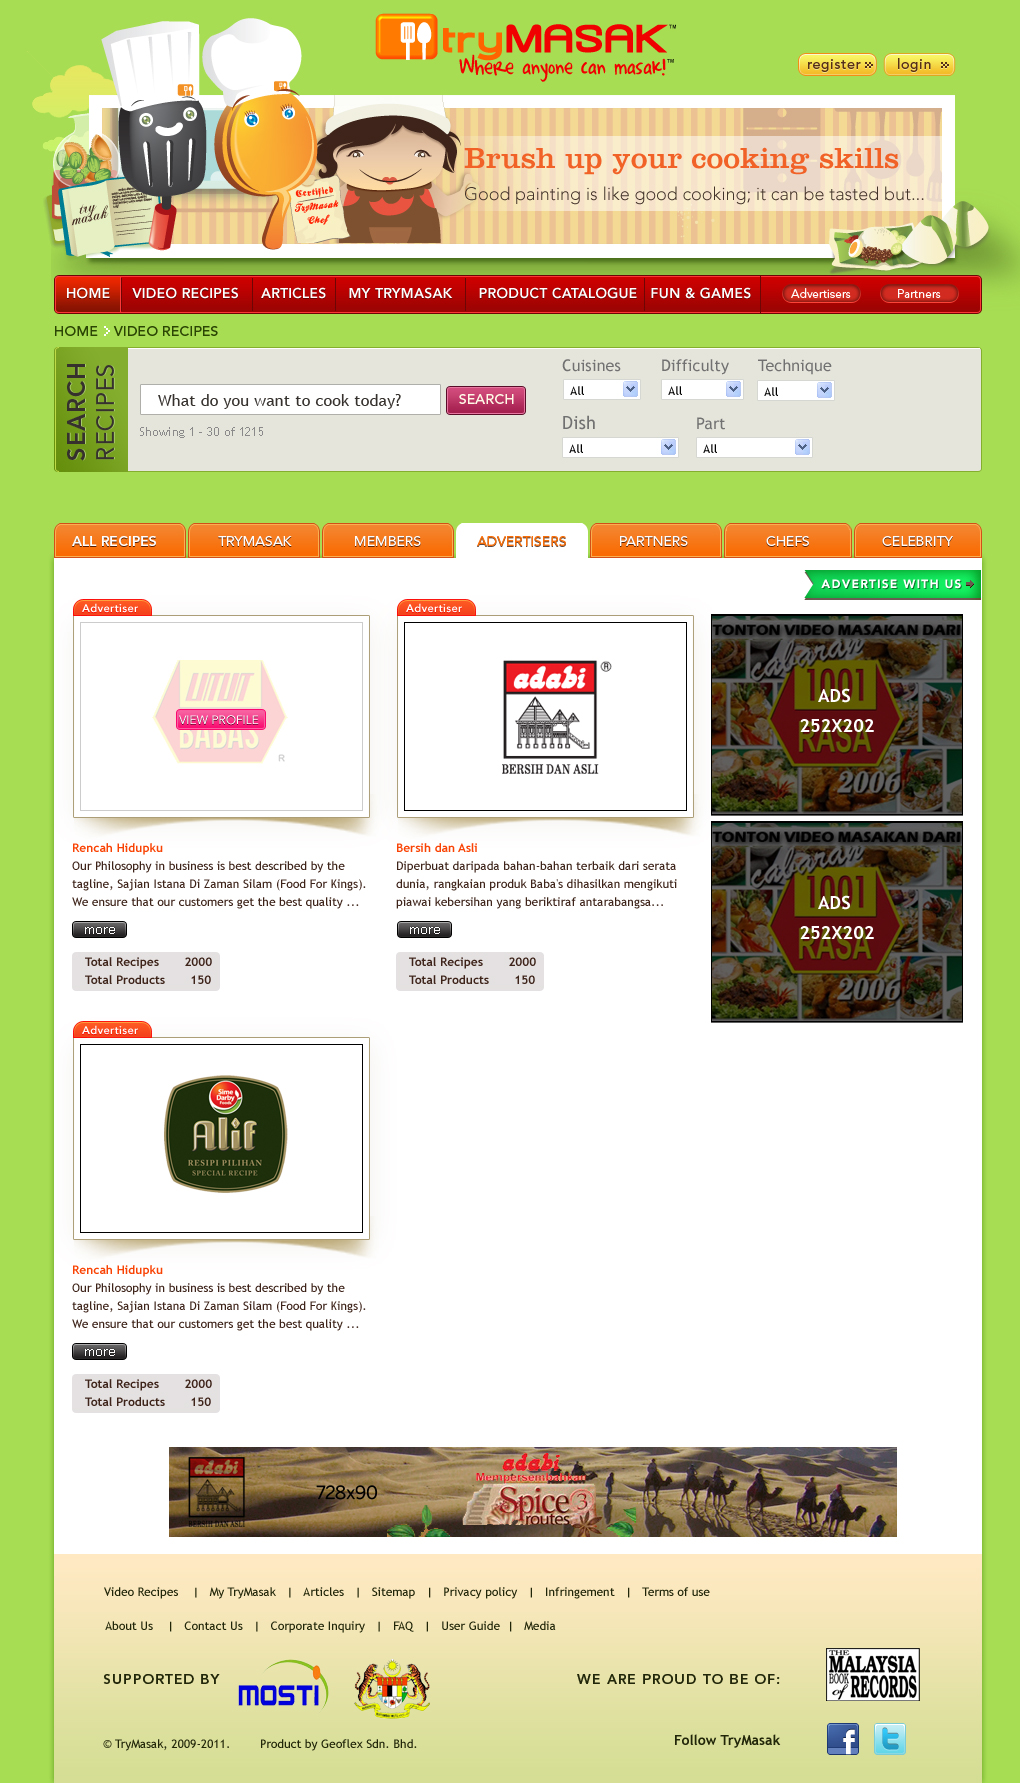 tryMASAK™
Where anyone can masak!™
register
login
try masak
Certified
TryMasak
Chef
Brush up your cooking skills
Good painting is like good cooking; it can be tasted but...
HOME VIDEO RECIPES ARTICLES MY TRYMASAK PRODUCT CATALOGUE FUN & GAMES Advertisers Partners
HOME VIDEO RECIPES
SEARCH
RECIPES
What do you want to cook today?
SEARCH
Showing 1 - 30 of 1215
Cuisines Difficulty Technique
All All All
Dish Part
All All
ALL RECIPES TRYMASAK MEMBERS ADVERTISERS PARTNERS CHEFS CELEBRITY
ADVERTISE WITH US
Advertiser
VIEW PROFILE
BABAS
R
Rencah Hidupku
Our Philosophy in business is best described by the
tagline, Sajian Istana Di Zaman Silam (Food For Kings).
We ensure that our customers get the best quality ...
more
Total Recipes 2000
Total Products 150
Advertiser
adabi ®
BERSIH DAN ASLI
Bersih dan Asli
Diperbuat daripada bahan-bahan terbaik dari serata
dunia, rangkaian produk Baba's dihasilkan mengikuti
piawai kebersihan yang beriktiraf antarabangsa...
more
Total Recipes 2000
Total Products 150
TONTON VIDEO MASAKAN DARI
cabaran
1001
RASA
2006
ADS
252X202
TONTON VIDEO MASAKAN DARI
cabaran
1001
RASA
2006
ADS
252X202
Advertiser
Sime
Darby
Foods
Alif
RESIPI PILIHAN
SPECIAL RECIPE
Rencah Hidupku
Our Philosophy in business is best described by the
tagline, Sajian Istana Di Zaman Silam (Food For Kings).
We ensure that our customers get the best quality ...
more
Total Recipes 2000
Total Products 150
adabi
BERSIH DAN ASLI
728x90
adabi
Mempersembahkan
Spice
routes 3
Video Recipes | My TryMasak | Articles | Sitemap | Privacy policy | Infringement | Terms of use
About Us | Contact Us | Corporate Inquiry | FAQ | User Guide | Media
SUPPORTED BY
MOSTI
WE ARE PROUD TO BE OF:
THE
MALAYSIA
BOOK of RECORDS
© TryMasak, 2009-2011. Product by Geoflex Sdn. Bhd.
Follow TryMasak
f
t